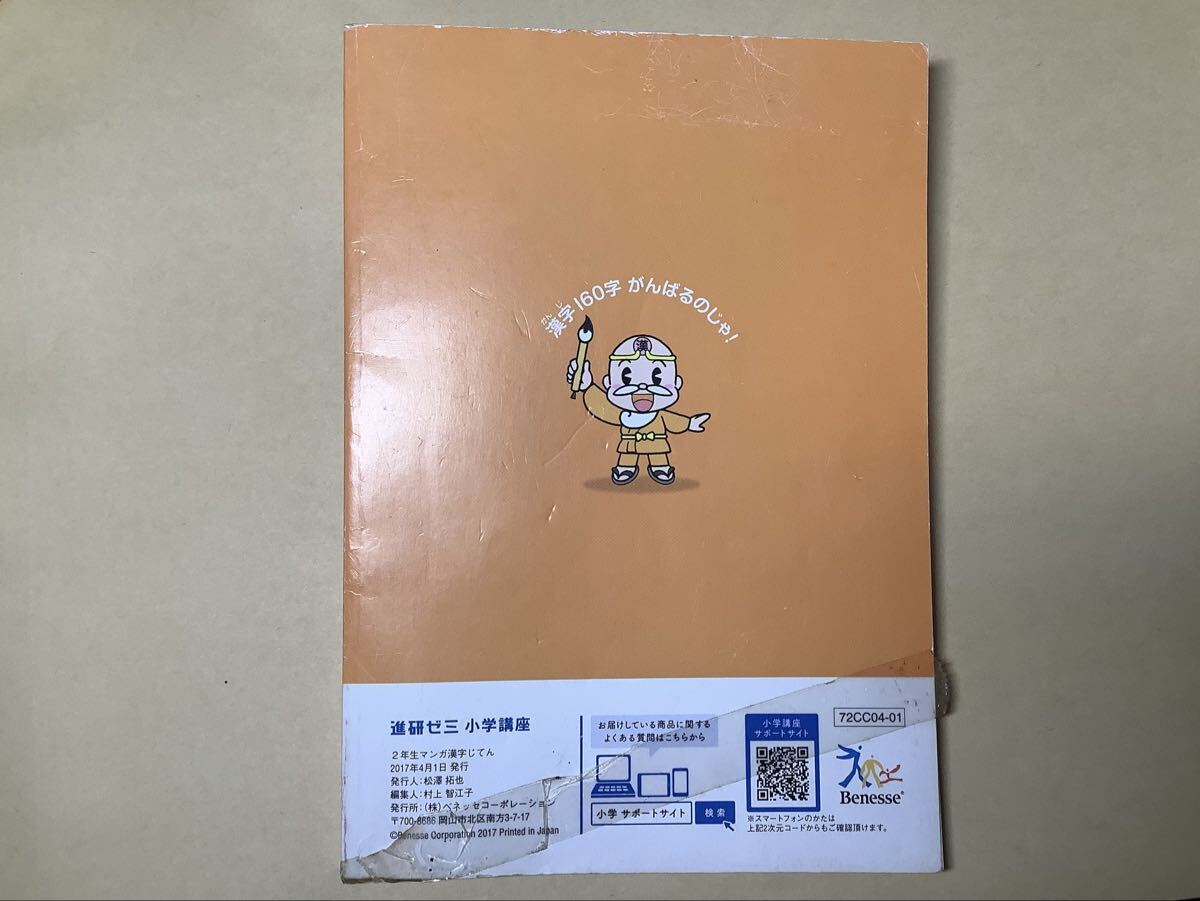 漢字160字 がんばるのじゃ!
かん じ
漢
進研ゼミ 小学講座
2年生マンガ漢字じてん
2017年4月1日 発行
発行人:松澤 拓也
編集人:村上 智江子
発行所:(株)ベネッセコーポレーション
〒700-8686 岡山市北区南方3-7-17
©Benesse Corporation 2017 Printed in Japan
お届けしている商品に関する
よくある質問はこちらから
小学 サポートサイト
検索
小学講座
サポートサイト
※スマートフォンのかたは
上記2次元コードからもご確認頂けます。
72CC04-01
Benesse®